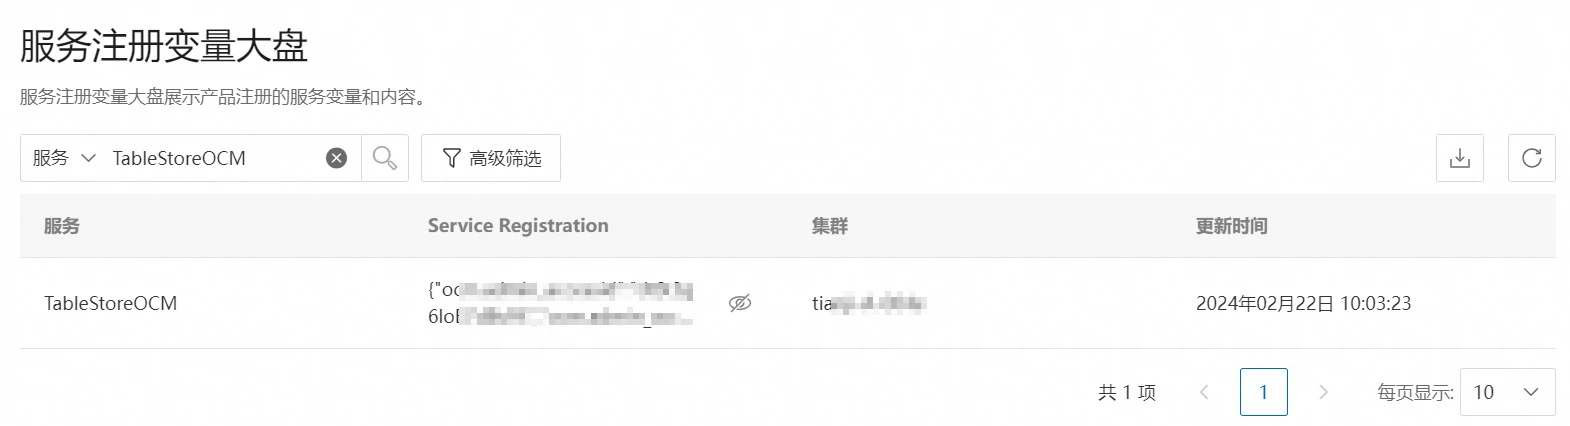 服务注册变量大盘
服务注册变量大盘展示产品注册的服务变量和内容。
服务 TableStoreOCM 高级筛选
服务 Service Registration 集群 更新时间
TableStoreOCM {"oc tia 2024年02月22日 10:03:23
6Iol
共 1 项 1 每页显示: 10